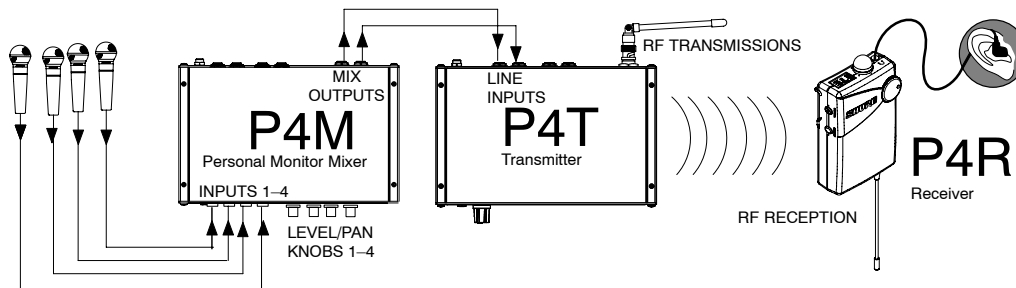 MIX
OUTPUTS
P4M
Personal Monitor Mixer
INPUTS 1–4
LEVEL/PAN
KNOBS 1–4
LINE
INPUTS
P4T
Transmitter
RF TRANSMISSIONS
SHURE
P4R
Receiver
RF RECEPTION